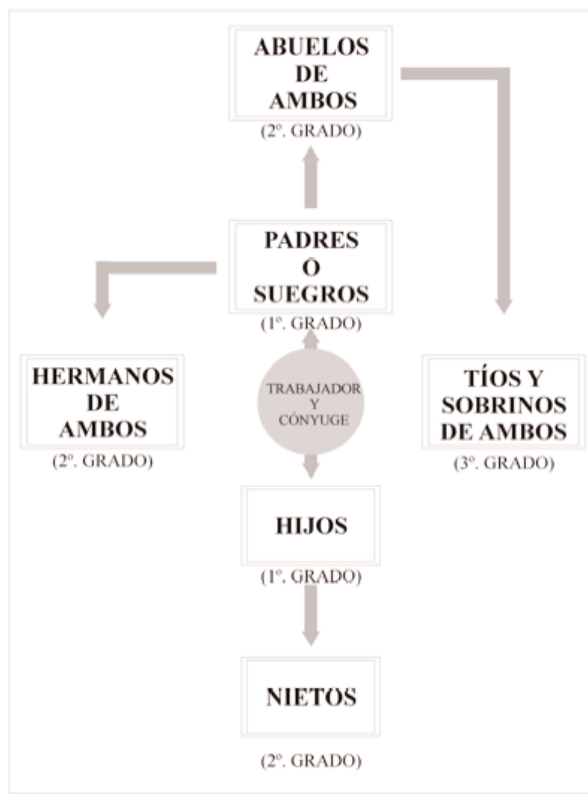 ABUELOS
DE
AMBOS
(2º. GRADO)
PADRES
Ó
SUEGROS
(1º. GRADO)
HERMANOS
DE
AMBOS
(2º. GRADO)
TRABAJADOR
Y
CÓNYUGE
TÍOS Y
SOBRINOS
DE AMBOS
(3º. GRADO)
HIJOS
(1º. GRADO)
NIETOS
(2º. GRADO)